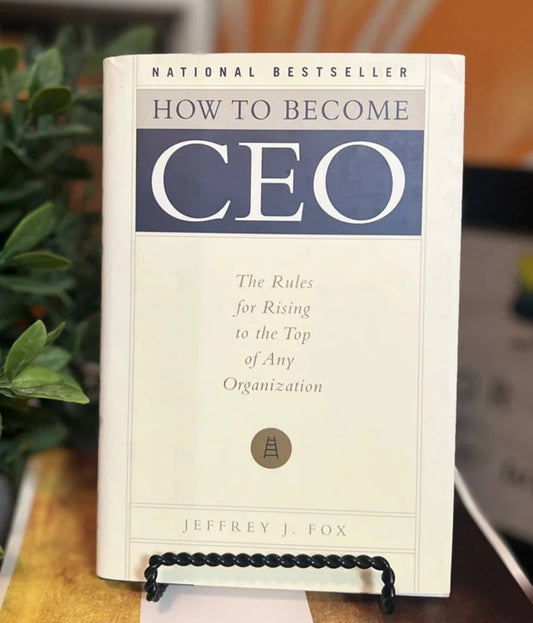 NATIONAL BESTSELLER
HOW TO BECOME
CEO
The Rules
for Rising
to the Top
of Any
Organization
JEFFREY J. FOX